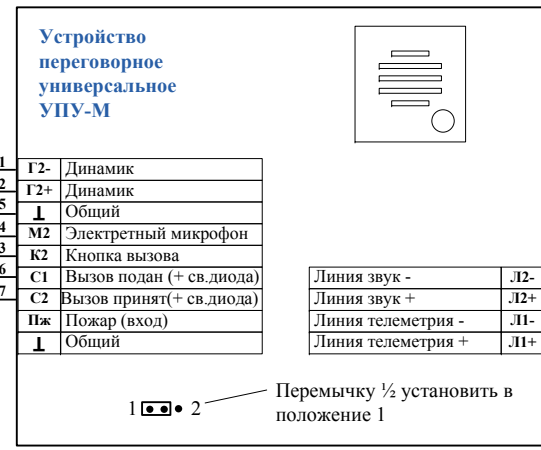 Устройство
переговорное
универсальное
УПУ-М
1 Г2- Динамик
2 Г2+ Динамик
5 ⊥ Общий
4 М2 Электретный микрофон
3 К2 Кнопка вызова
6 С1 Вызов подан (+ св.диода)
7 С2 Вызов принят(+ св.диода)
Пж Пожар (вход)
⊥ Общий
Линия звук - Л2-
Линия звук + Л2+
Линия телеметрия - Л1-
Линия телеметрия + Л1+
1 2
Перемычку ½ установить в
положение 1